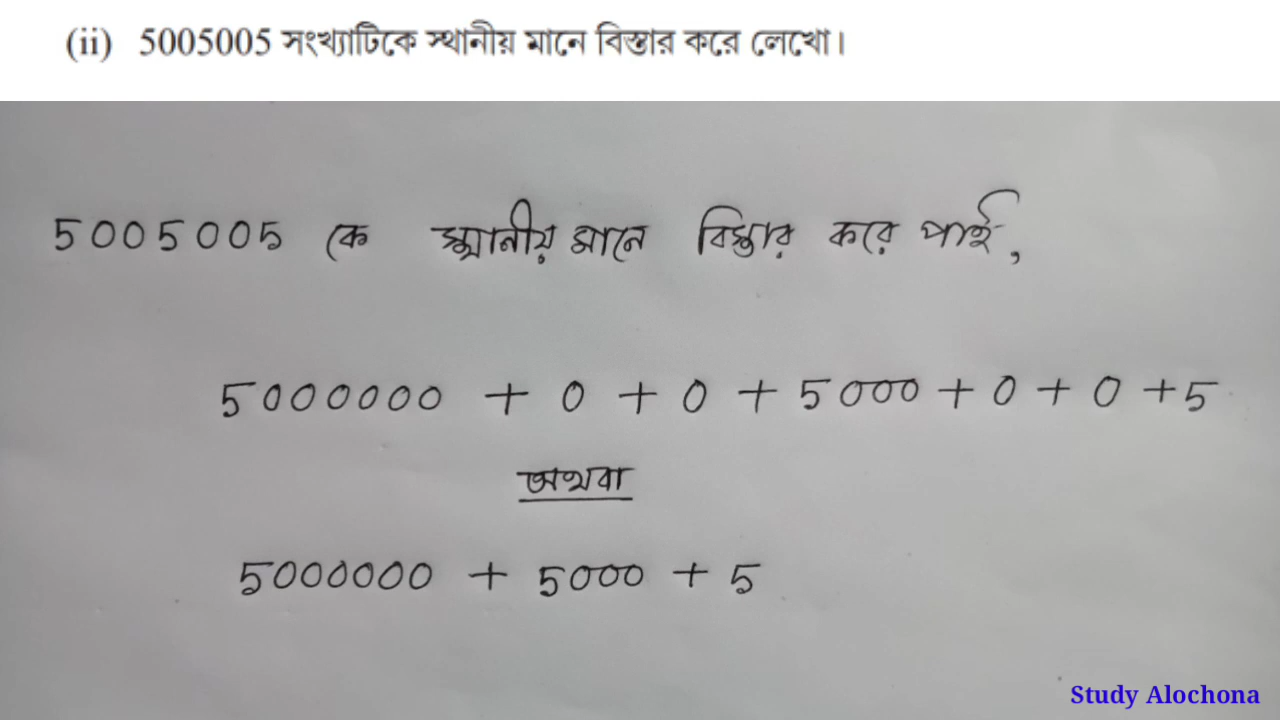 (ii) 5005005 সংখ্যাটিকে স্থানীয় মানে বিস্তার করে লেখো।
5005005 কে স্থানীয় মানে বিস্তার করে পাই,
5000000 + 0 + 0 + 5000 + 0 + 0 + 5
অথবা
5000000 + 5000 + 5
Study Alochona